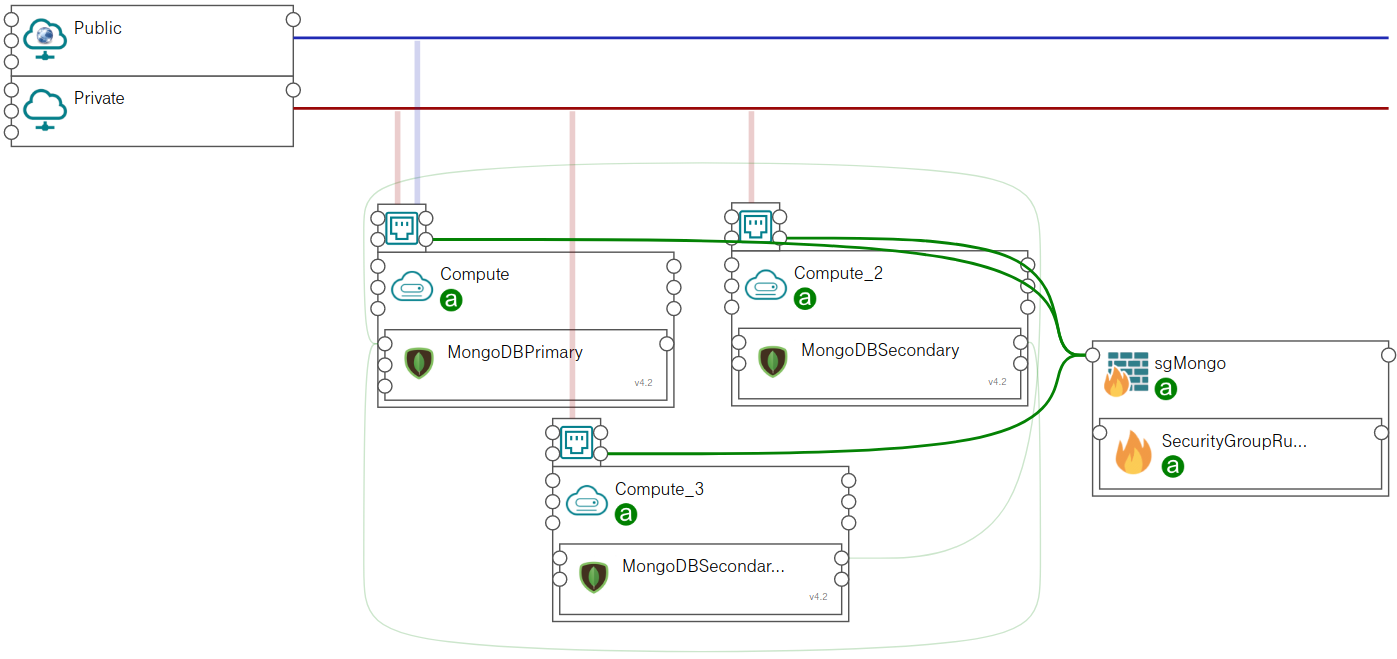 Public
Private
Compute
a
Compute_2
a
MongoDBPrimary
v4.2
MongoDBSecondary
v4.2
sgMongo
a
SecurityGroupRu...
a
Compute_3
a
MongoDBSecondar...
v4.2